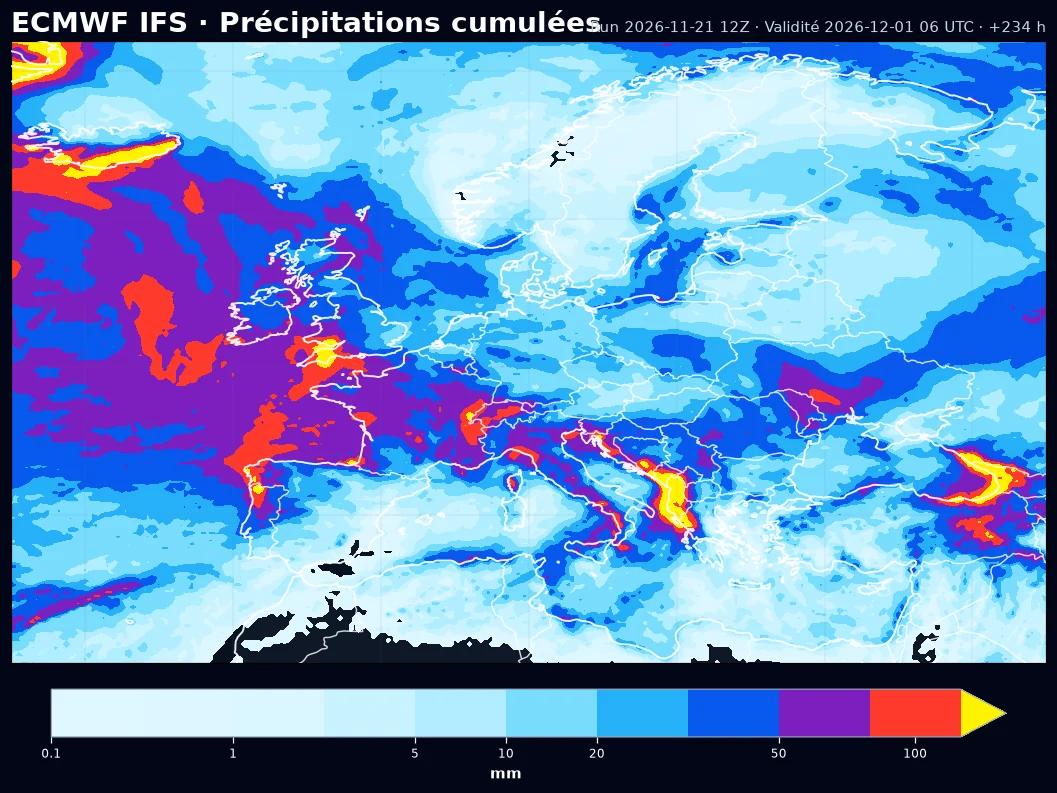 ECMWF IFS · Précipitations cumulées
Run 2026-11-21 12Z · Validité 2026-12-01 06 UTC · +234 h
0.1 1 5 10 20 50 100
mm